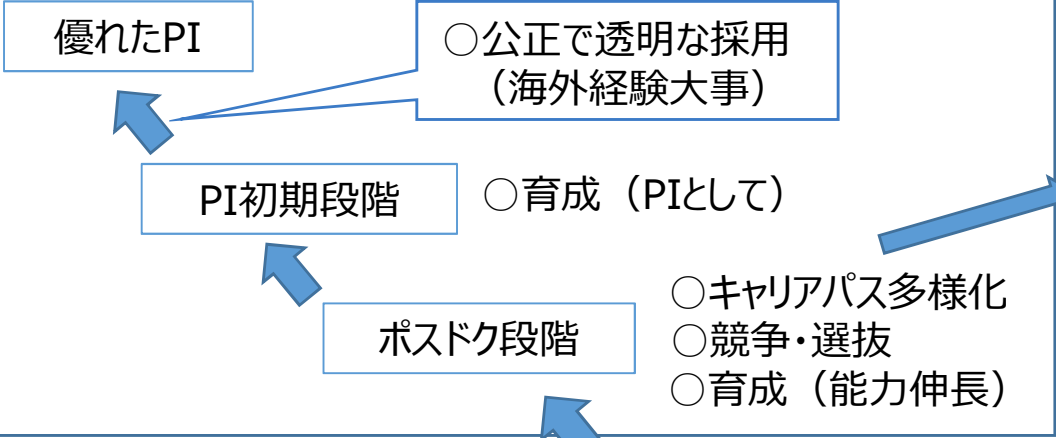 優れたPI
○公正で透明な採用
（海外経験大事）
PI初期段階
○育成（PIとして）
ポスドク段階
○キャリアパス多様化
○競争・選抜
○育成（能力伸長）